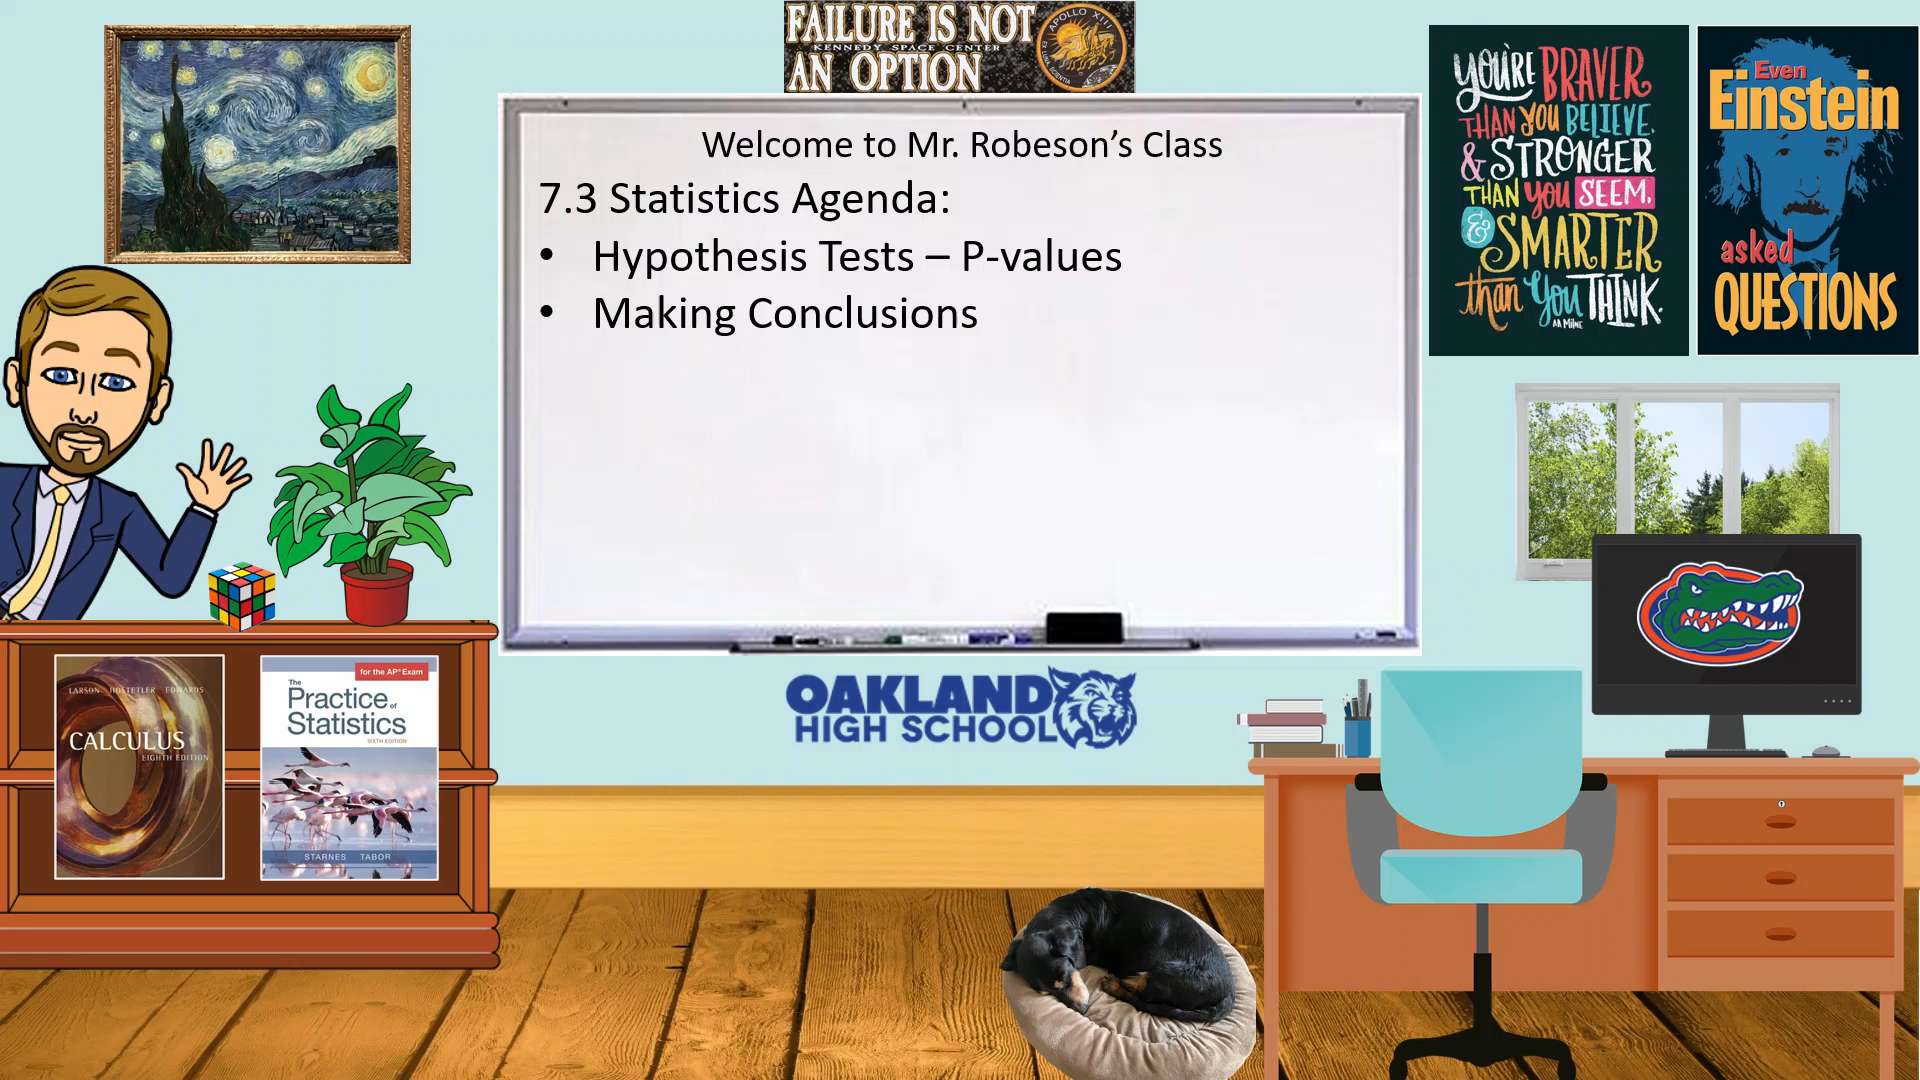 FAILURE IS NOT
KENNEDY SPACE CENTER
AN OPTION
APOLLO XIII
Welcome to Mr. Robeson’s Class
7.3 Statistics Agenda:
• Hypothesis Tests – P-values
• Making Conclusions
YOU'RE BRAVER
THAN YOU BELIEVE,
& STRONGER
THAN YOU SEEM,
& SMARTER
than you THINK.
AA MILNE
Even
Einstein
asked
QUESTIONS
OAKLAND
HIGH SCHOOL
LARSON HOSTETLER EDWARDS
CALCULUS
EIGHTH EDITION
for the AP® Exam
The
Practice of
Statistics
SIXTH EDITION
STARNES TABOR